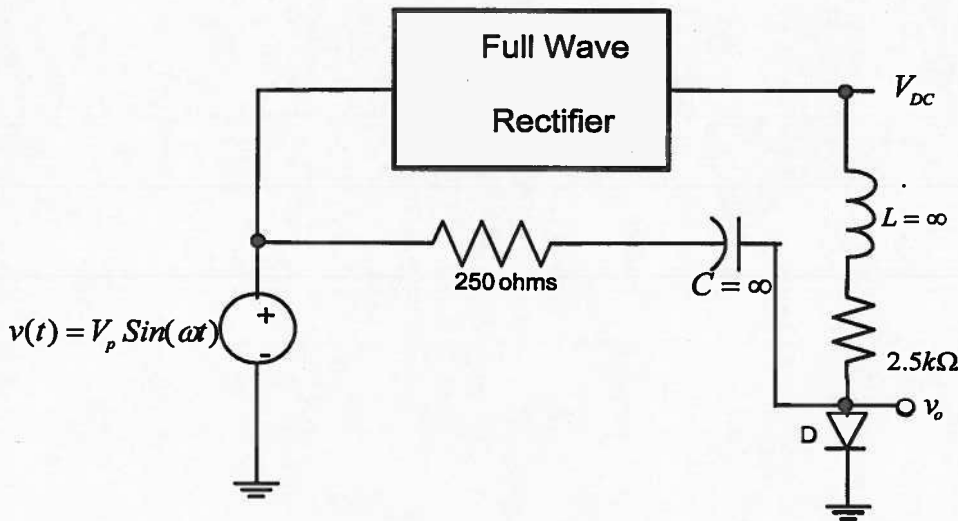 Full Wave
Rectifier
V_DC
L = ∞
250 ohms
C = ∞
v(t) = V_p Sin(ωt)
+
-
2.5kΩ
v_o
D